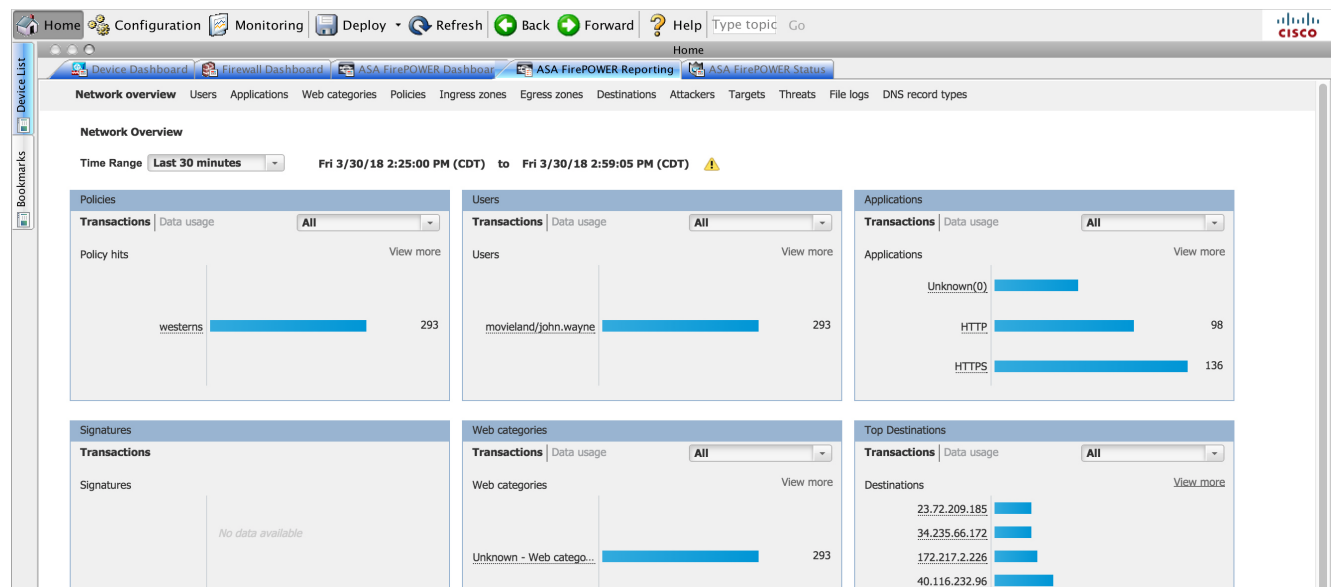 Home Configuration Monitoring Deploy Refresh Back Forward Help Type topic Go
CISCO
Home
Device List
Bookmarks
Device Dashboard Firewall Dashboard ASA FirePOWER Dashboar ASA FirePOWER Reporting ASA FirePOWER Status
Network overview Users Applications Web categories Policies Ingress zones Egress zones Destinations Attackers Targets Threats File logs DNS record types
Network Overview
Time Range Last 30 minutes Fri 3/30/18 2:25:00 PM (CDT) to Fri 3/30/18 2:59:05 PM (CDT)
Policies
Transactions Data usage All
Policy hits View more
westerns 293
Users
Transactions Data usage All
Users View more
movieland/john.wayne 293
Applications
Transactions Data usage All
Applications View more
Unknown(0)
HTTP 98
HTTPS 136
Signatures
Transactions
Signatures
No data available
Web categories
Transactions Data usage All
Web categories View more
Unknown - Web catego... 293
Top Destinations
Transactions Data usage All
Destinations View more
23.72.209.185
34.235.66.172
172.217.2.226
40.116.232.96